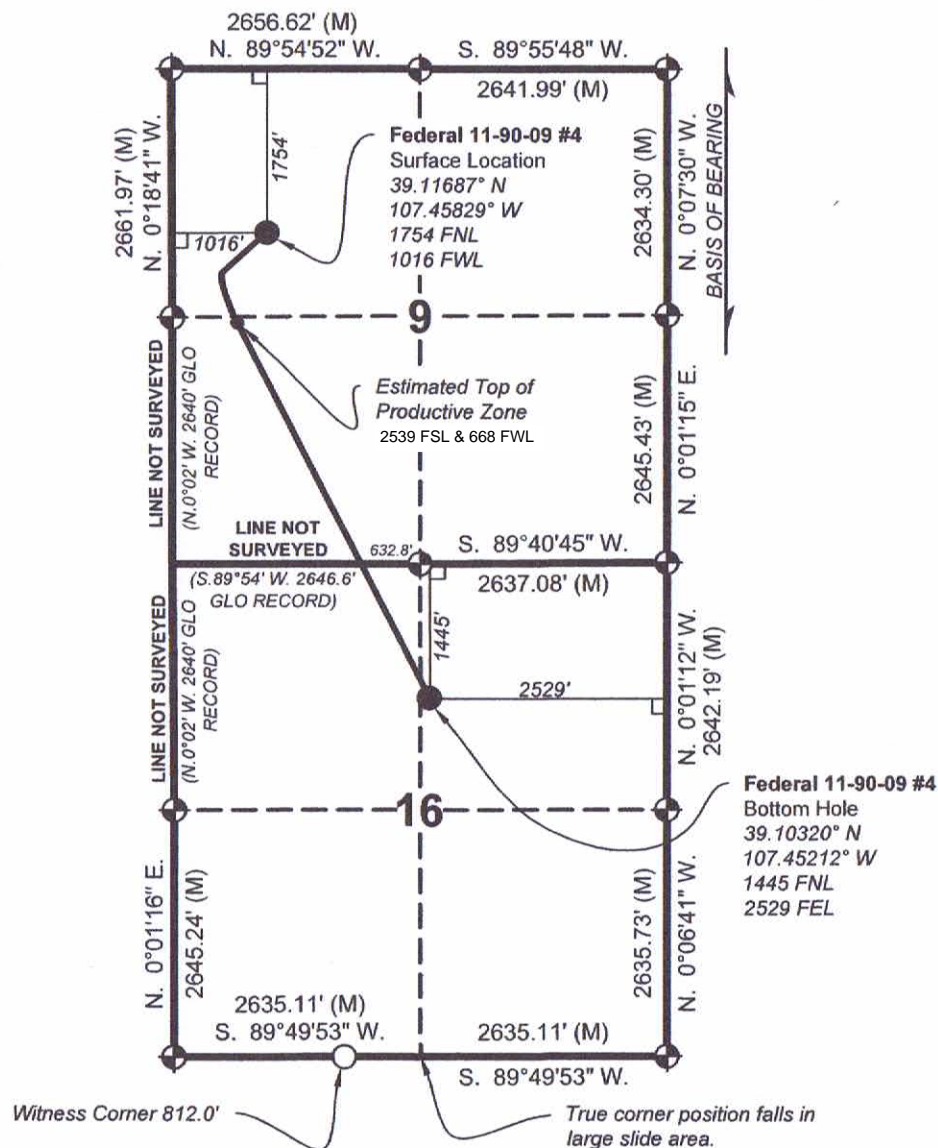 2656.62' (M)
N. 89°54'52" W.
S. 89°55'48" W.
2641.99' (M)
2661.97' (M)
N. 0°18'41" W.
1754'
1016'
Federal 11-90-09 #4
Surface Location
39.11687° N
107.45829° W
1754 FNL
1016 FWL
2634.30' (M)
N. 0°07'30" W.
BASIS OF BEARING
9
Estimated Top of
Productive Zone
2539 FSL & 668 FWL
LINE NOT SURVEYED
(N.0°02' W. 2640' GLO
RECORD)
2645.43' (M)
N. 0°01'15" E.
LINE NOT
SURVEYED
632.8'
(S.89°54' W. 2646.6'
GLO RECORD)
S. 89°40'45" W.
2637.08' (M)
1445'
2529'
LINE NOT SURVEYED
(N.0°02' W. 2640' GLO
RECORD)
N. 0°01'12" W.
2642.19' (M)
16
Federal 11-90-09 #4
Bottom Hole
39.10320° N
107.45212° W
1445 FNL
2529 FEL
N. 0°01'16" E.
2645.24' (M)
2635.73' (M)
N. 0°06'41" W.
2635.11' (M)
S. 89°49'53" W.
2635.11' (M)
S. 89°49'53" W.
Witness Corner 812.0'
True corner position falls in
large slide area.